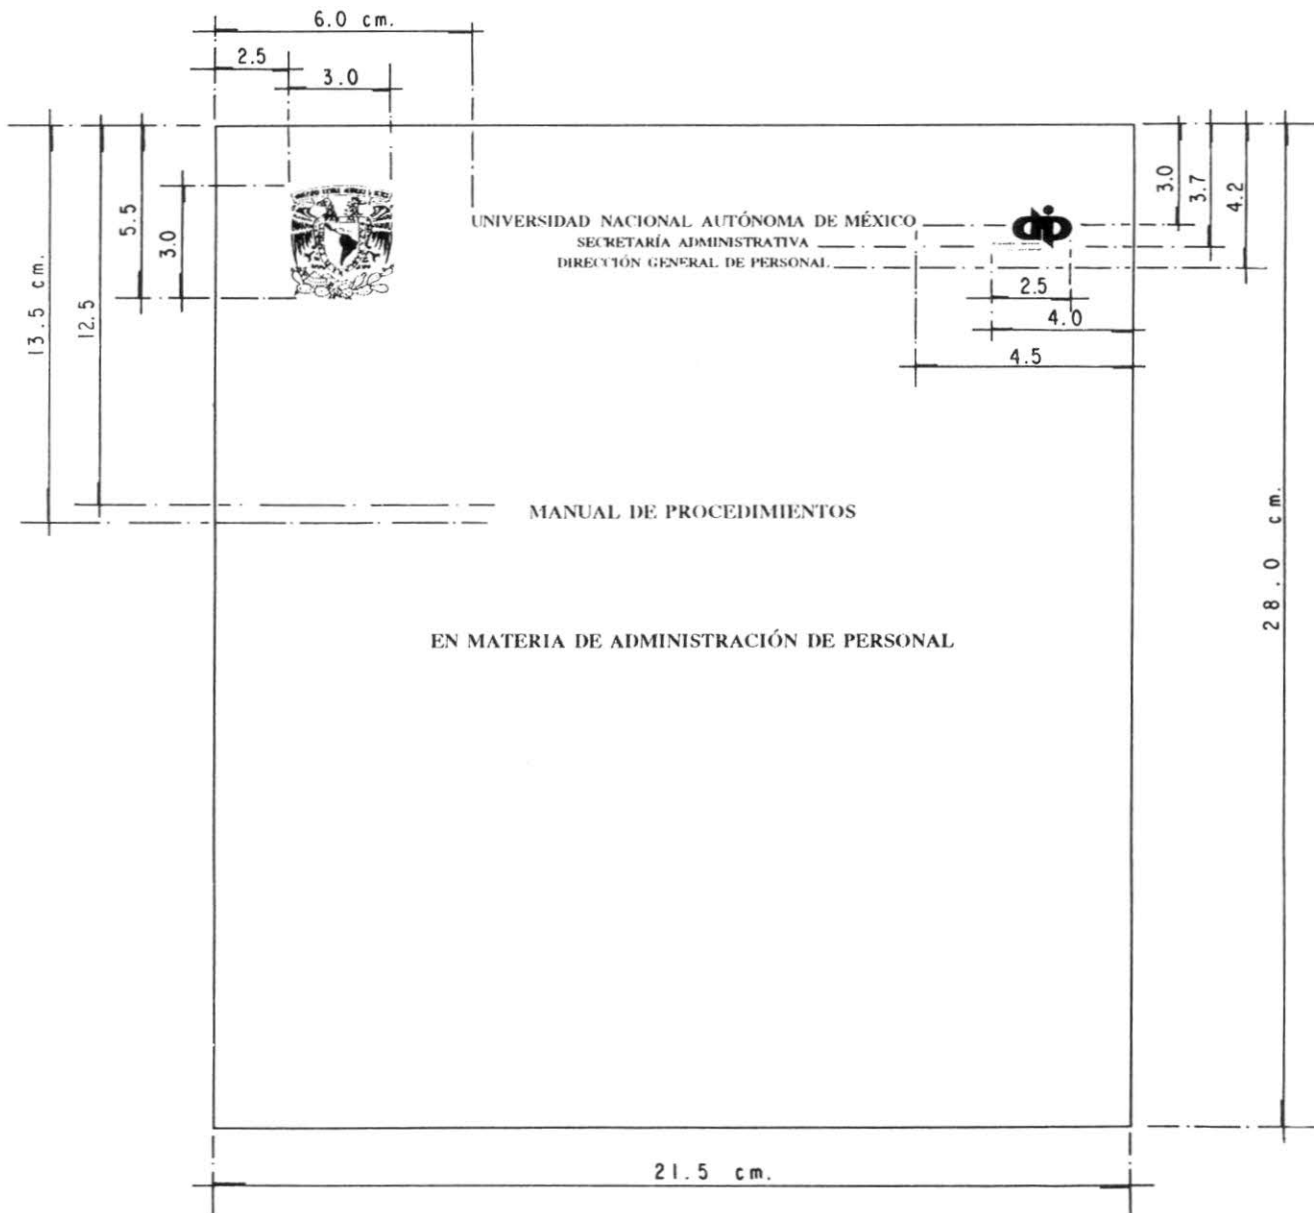 6.0 cm.
2.5
3.0
3.0
3.7
4.2
5.5
3.0
13.5 cm.
12.5
UNIVERSIDAD NACIONAL AUTÓNOMA DE MÉXICO
SECRETARÍA ADMINISTRATIVA
DIRECCIÓN GENERAL DE PERSONAL
2.5
4.0
4.5
MANUAL DE PROCEDIMIENTOS
28.0 cm.
EN MATERIA DE ADMINISTRACIÓN DE PERSONAL
21.5 cm.